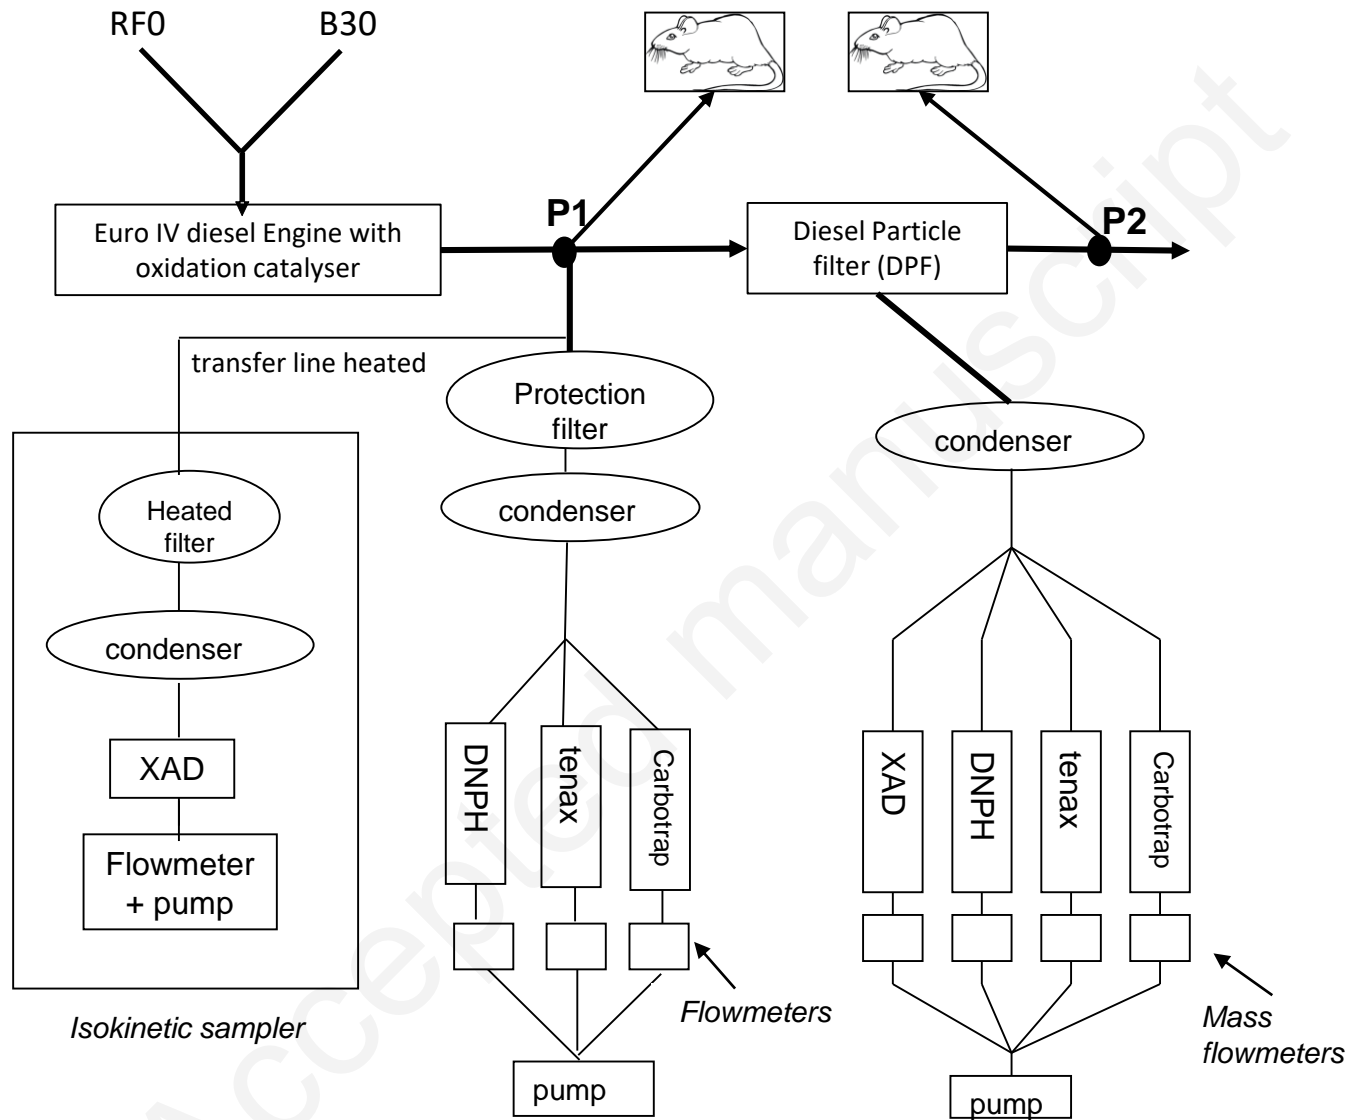 RF0
B30
P1
P2
Euro IV diesel Engine with
oxidation catalyser
Diesel Particle
filter (DPF)
transfer line heated
Protection
filter
condenser
condenser
Heated
filter
condenser
XAD
Flowmeter
+ pump
Isokinetic sampler
DNPH
tenax
Carbotrap
Flowmeters
pump
XAD
DNPH
tenax
Carbotrap
Mass
flowmeters
pump
Accepted manuscript